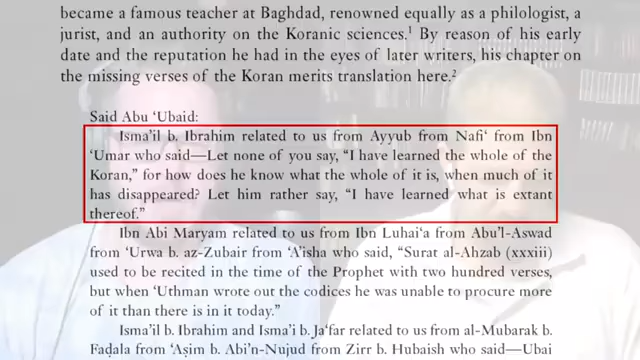 became a famous teacher at Baghdad, renowned equally as a philologist, a
jurist, and an authority on the Koranic sciences.¹ By reason of his early
date and the reputation he had in the eyes of later writers, his chapter on
the missing verses of the Koran merits translation here.²
Said Abu ‘Ubaid:
Isma‘il b. Ibrahim related to us from Ayyub from Nafi‘ from Ibn
‘Umar who said—Let none of you say, “I have learned the whole of the
Koran,” for how does he know what the whole of it is, when much of it
has disappeared? Let him rather say, “I have learned what is extant
thereof.”
Ibn Abi Maryam related to us from Ibn Luhai‘a from Abu’l-Aswad
from ‘Urwa b. az-Zubair from ‘A’isha who said, “Surat al-Ahzab (xxxiii)
used to be recited in the time of the Prophet with two hundred verses,
but when ‘Uthman wrote out the codices he was unable to procure more
of it than there is in it today.”
Isma‘il b. Ibrahim and Isma‘i b. Ja‘far related to us from al-Mubarak b.
Faḍala from ‘Aṣim b. Abi’n-Nujud from Zirr b. Hubaish who said—Ubai